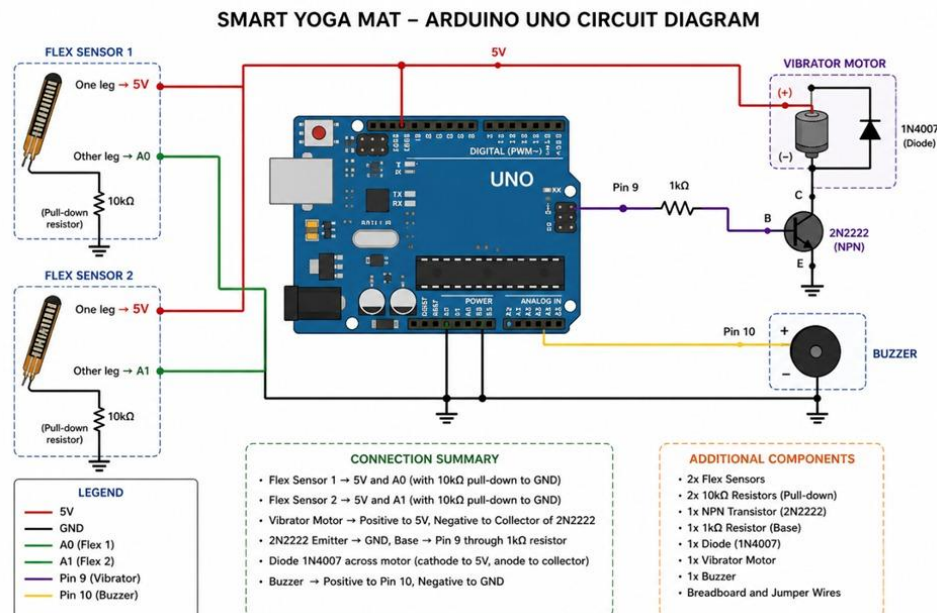 SMART YOGA MAT – ARDUINO UNO CIRCUIT DIAGRAM
FLEX SENSOR 1
One leg → 5V
Other leg → A0
10kΩ
(Pull-down
resistor)
FLEX SENSOR 2
One leg → 5V
Other leg → A1
10kΩ
(Pull-down
resistor)
5V
DIGITAL (PWM~)
UNO
TX
RX
POWER
ANALOG IN
Pin 9
1kΩ
VIBRATOR MOTOR
(+)
(–)
1N4007
(Diode)
C
B
E
2N2222
(NPN)
Pin 10
+
–
BUZZER
LEGEND
5V
GND
A0 (Flex 1)
A1 (Flex 2)
Pin 9 (Vibrator)
Pin 10 (Buzzer)
CONNECTION SUMMARY
• Flex Sensor 1 → 5V and A0 (with 10kΩ pull-down to GND)
• Flex Sensor 2 → 5V and A1 (with 10kΩ pull-down to GND)
• Vibrator Motor → Positive to 5V, Negative to Collector of 2N2222
• 2N2222 Emitter → GND, Base → Pin 9 through 1kΩ resistor
• Diode 1N4007 across motor (cathode to 5V, anode to collector)
• Buzzer → Positive to Pin 10, Negative to GND
ADDITIONAL COMPONENTS
• 2x Flex Sensors
• 2x 10kΩ Resistors (Pull-down)
• 1x NPN Transistor (2N2222)
• 1x 1kΩ Resistor (Base)
• 1x Diode (1N4007)
• 1x Vibrator Motor
• 1x Buzzer
• Breadboard and Jumper Wires